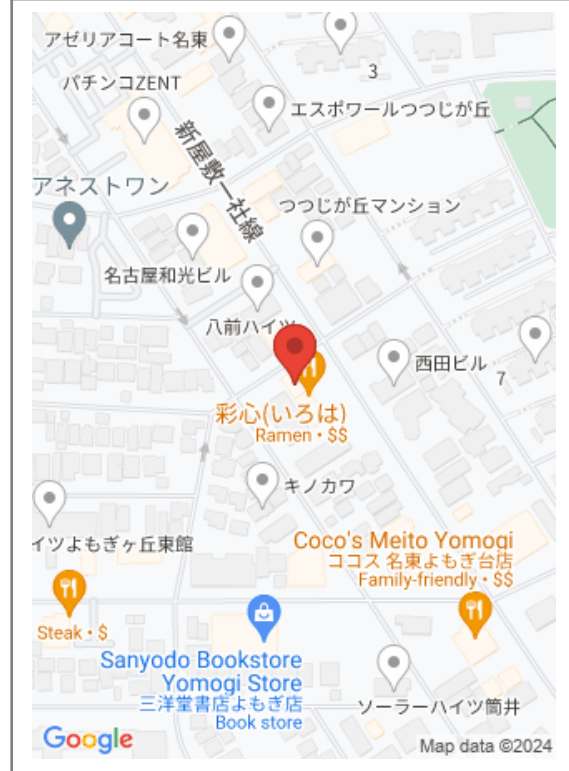 アゼリアコート名東
3
パチンコZENT
エスポワールつつじが丘
新屋敷一社線
アネストワン
つつじが丘マンション
名古屋和光ビル
八前ハイツ
西田ビル
7
彩心(いろは)
Ramen • $$
キノカワ
イツよもぎヶ丘東館
Coco's Meito Yomogi
ココス 名東よもぎ台店
Family-friendly • $$
Steak • $
Sanyodo Bookstore
Yomogi Store
三洋堂書店よもぎ店
Book store
ソーラーハイツ筒井
Google
Map data ©2024